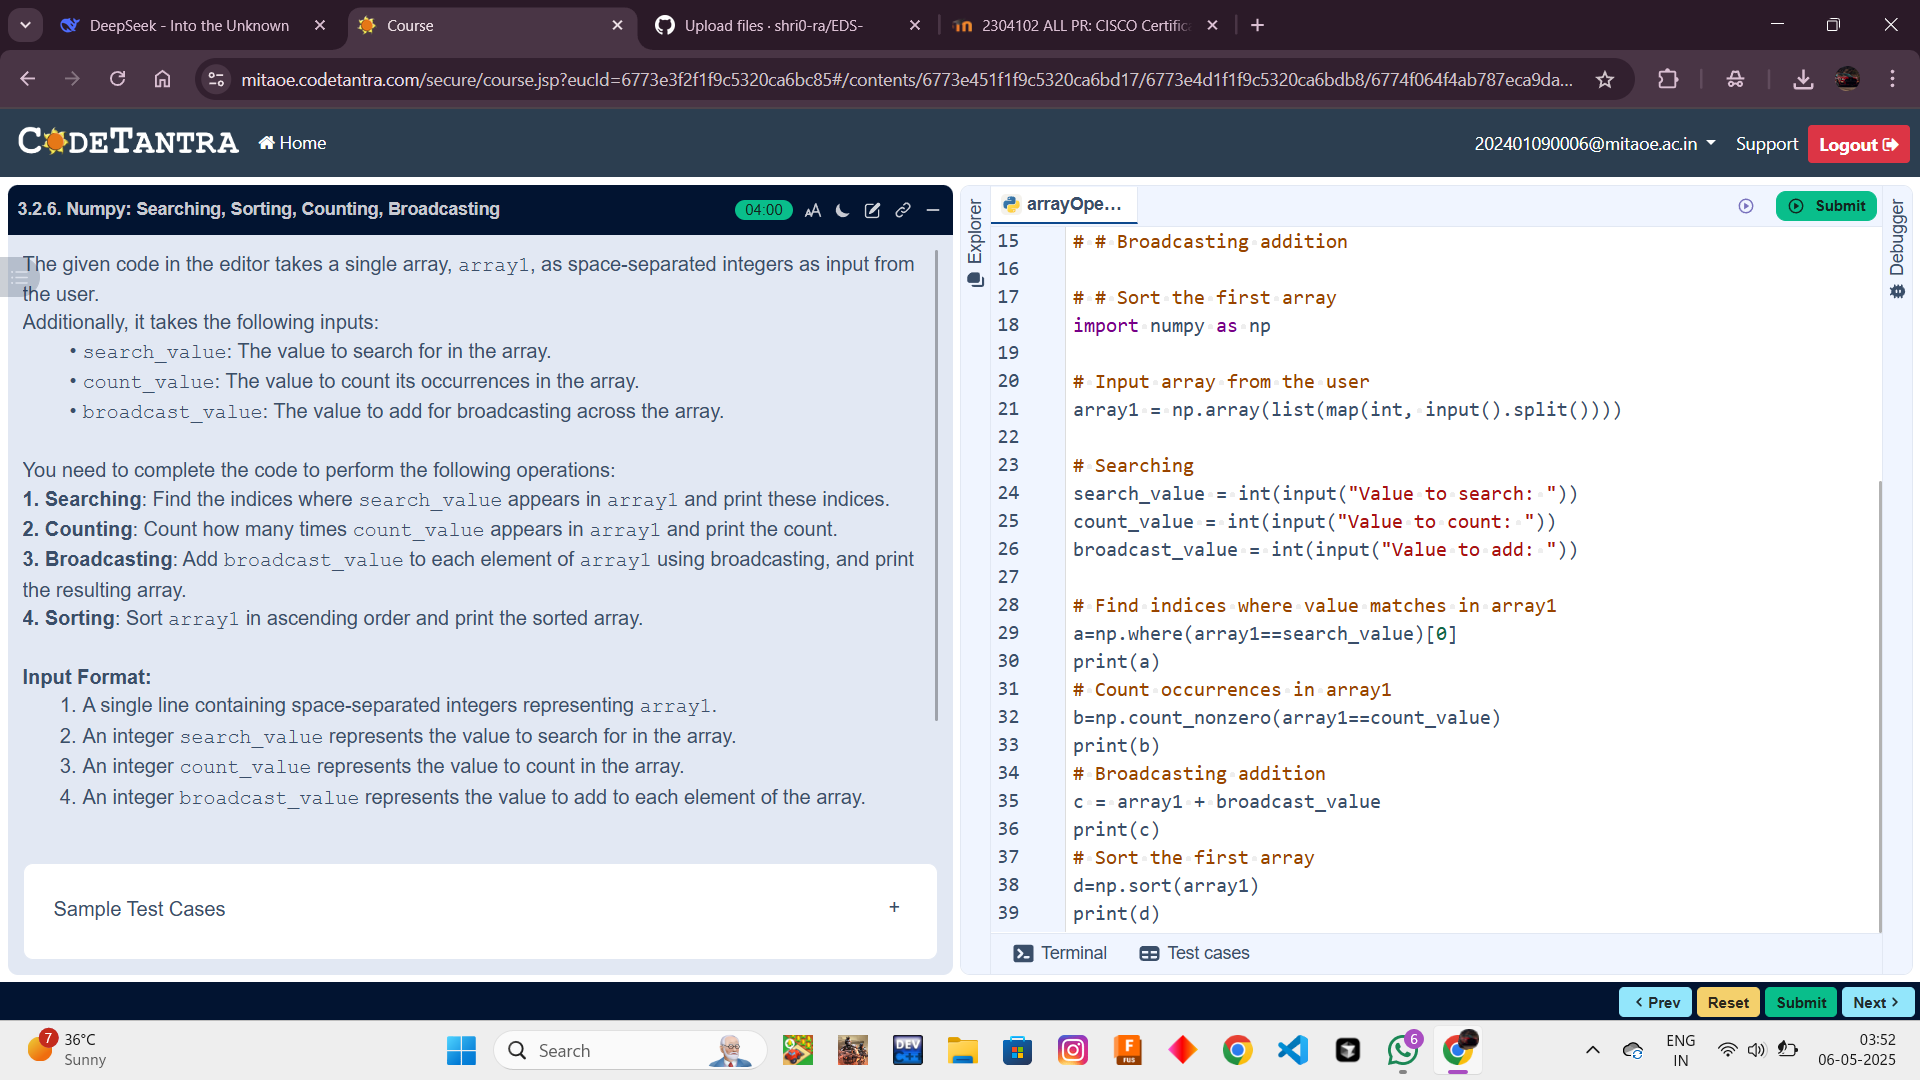 DeepSeek - Into the Unknown
Course
Upload files · shri0-ra/EDS-
2304102 ALL PR: CISCO Certifica
mitaoe.codetantra.com/secure/course.jsp?eucId=6773e3f2f1f9c5320ca6bc85#/contents/6773e451f1f9c5320ca6bd17/6773e4d1f1f9c5320ca6bdb8/6774f064f4ab787eca9da...
CODETANTRA
Home
202401090006@mitaoe.ac.in
Support
Logout
3.2.6. Numpy: Searching, Sorting, Counting, Broadcasting
04:00
AA
The given code in the editor takes a single array, array1, as space-separated integers as input from
the user.
Additionally, it takes the following inputs:
• search_value: The value to search for in the array.
• count_value: The value to count its occurrences in the array.
• broadcast_value: The value to add for broadcasting across the array.
You need to complete the code to perform the following operations:
1. Searching: Find the indices where search_value appears in array1 and print these indices.
2. Counting: Count how many times count_value appears in array1 and print the count.
3. Broadcasting: Add broadcast_value to each element of array1 using broadcasting, and print
the resulting array.
4. Sorting: Sort array1 in ascending order and print the sorted array.
Input Format:
1. A single line containing space-separated integers representing array1.
2. An integer search_value represents the value to search for in the array.
3. An integer count_value represents the value to count in the array.
4. An integer broadcast_value represents the value to add to each element of the array.
Sample Test Cases
+
Explorer
arrayOpe...
Submit
Debugger
15 # # Broadcasting addition
16
17 # # Sort the first array
18 import numpy as np
19
20 # Input array from the user
21 array1 = np.array(list(map(int, input().split())))
22
23 # Searching
24 search_value = int(input("Value to search: "))
25 count_value = int(input("Value to count: "))
26 broadcast_value = int(input("Value to add: "))
27
28 # Find indices where value matches in array1
29 a=np.where(array1==search_value)[0]
30 print(a)
31 # Count occurrences in array1
32 b=np.count_nonzero(array1==count_value)
33 print(b)
34 # Broadcasting addition
35 c = array1 + broadcast_value
36 print(c)
37 # Sort the first array
38 d=np.sort(array1)
39 print(d)
Terminal
Test cases
< Prev
Reset
Submit
Next >
7
36°C
Sunny
Search
DEV
F
FUS
6
ENG
IN
03:52
06-05-2025